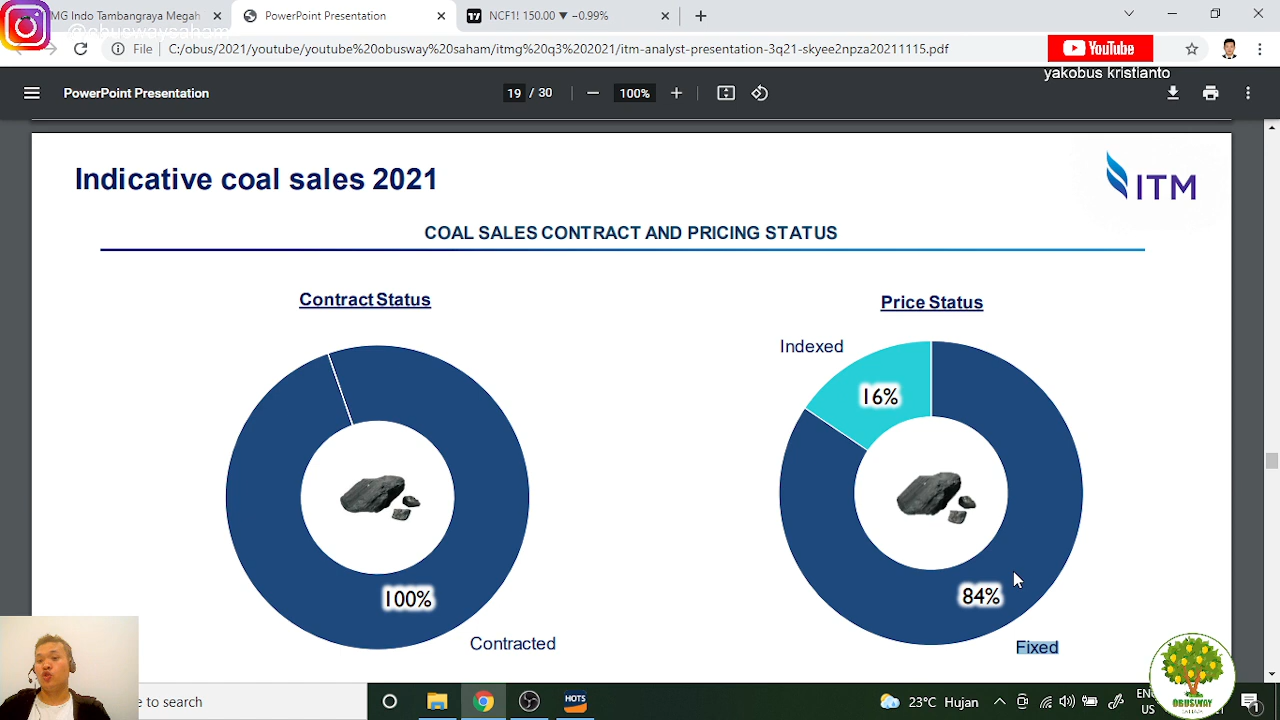 MG Indo Tambangraya Megah
PowerPoint Presentation
NCF1! 150.00 ▼ −0.99%
@obuswaysaham
File
C:/obus/2021/youtube/youtube%20obusway%20saham/itmg%20q3%202021/itm-analyst-presentation-3q21-skyee2npza20211115.pdf
YouTube
yakobus kristianto
PowerPoint Presentation
19 / 30
100%
Indicative coal sales 2021
ITM
COAL SALES CONTRACT AND PRICING STATUS
Contract Status
Price Status
Indexed
16%
100%
84%
Contracted
Fixed
e to search
HOTS
23°C Hujan
EN
US
OBUSWAY
1